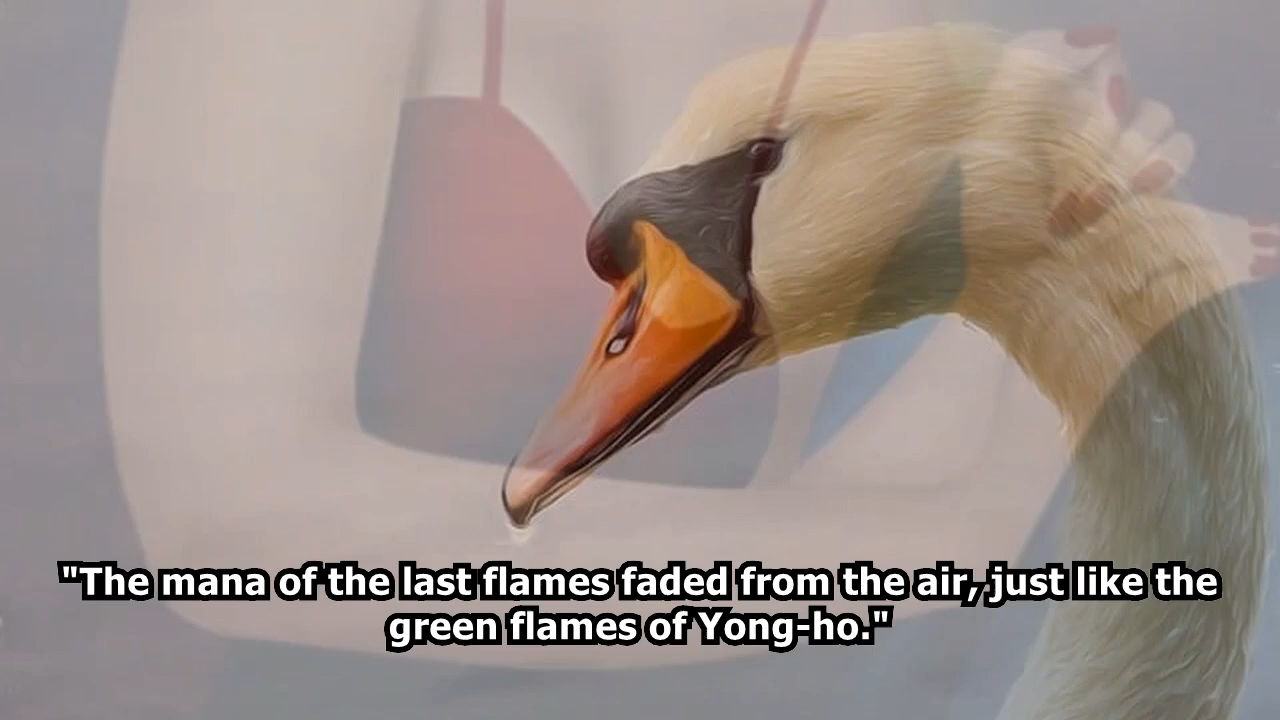 "The mana of the last flames faded from the air, just like the
green flames of Yong-ho."